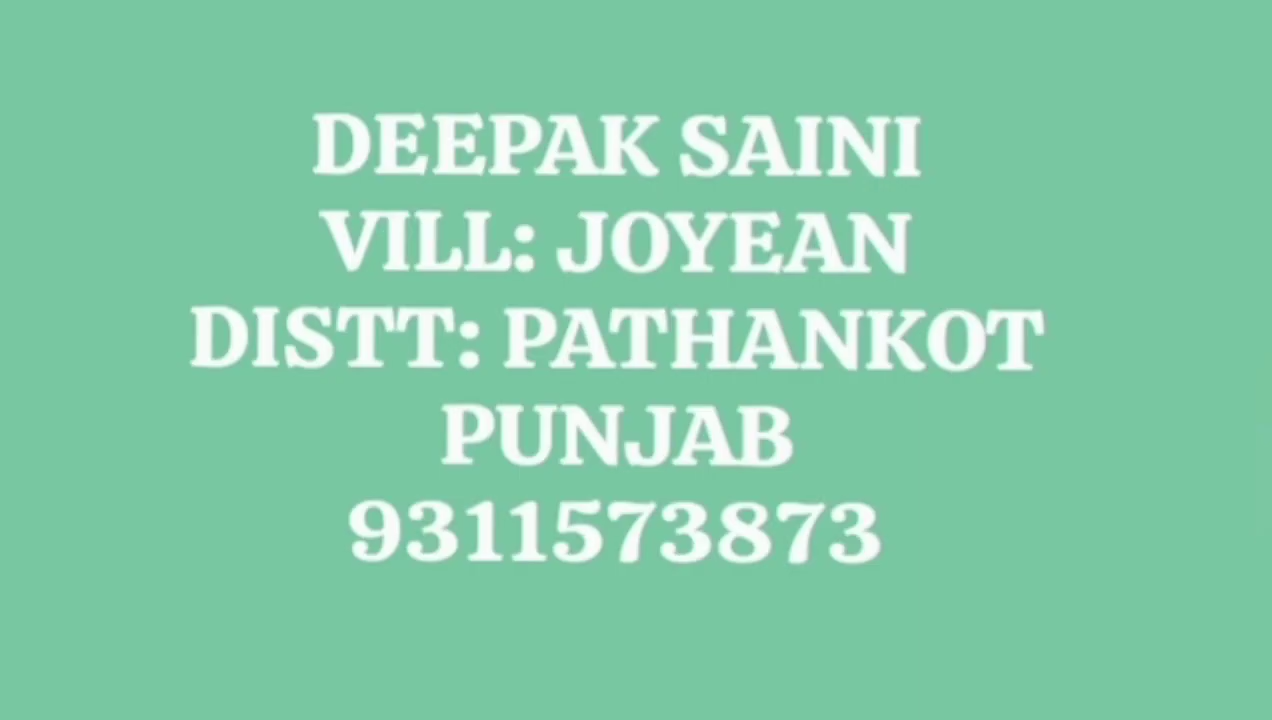 DEEPAK SAINI
VILL: JOYEAN
DISTT: PATHANKOT
PUNJAB
9311573873